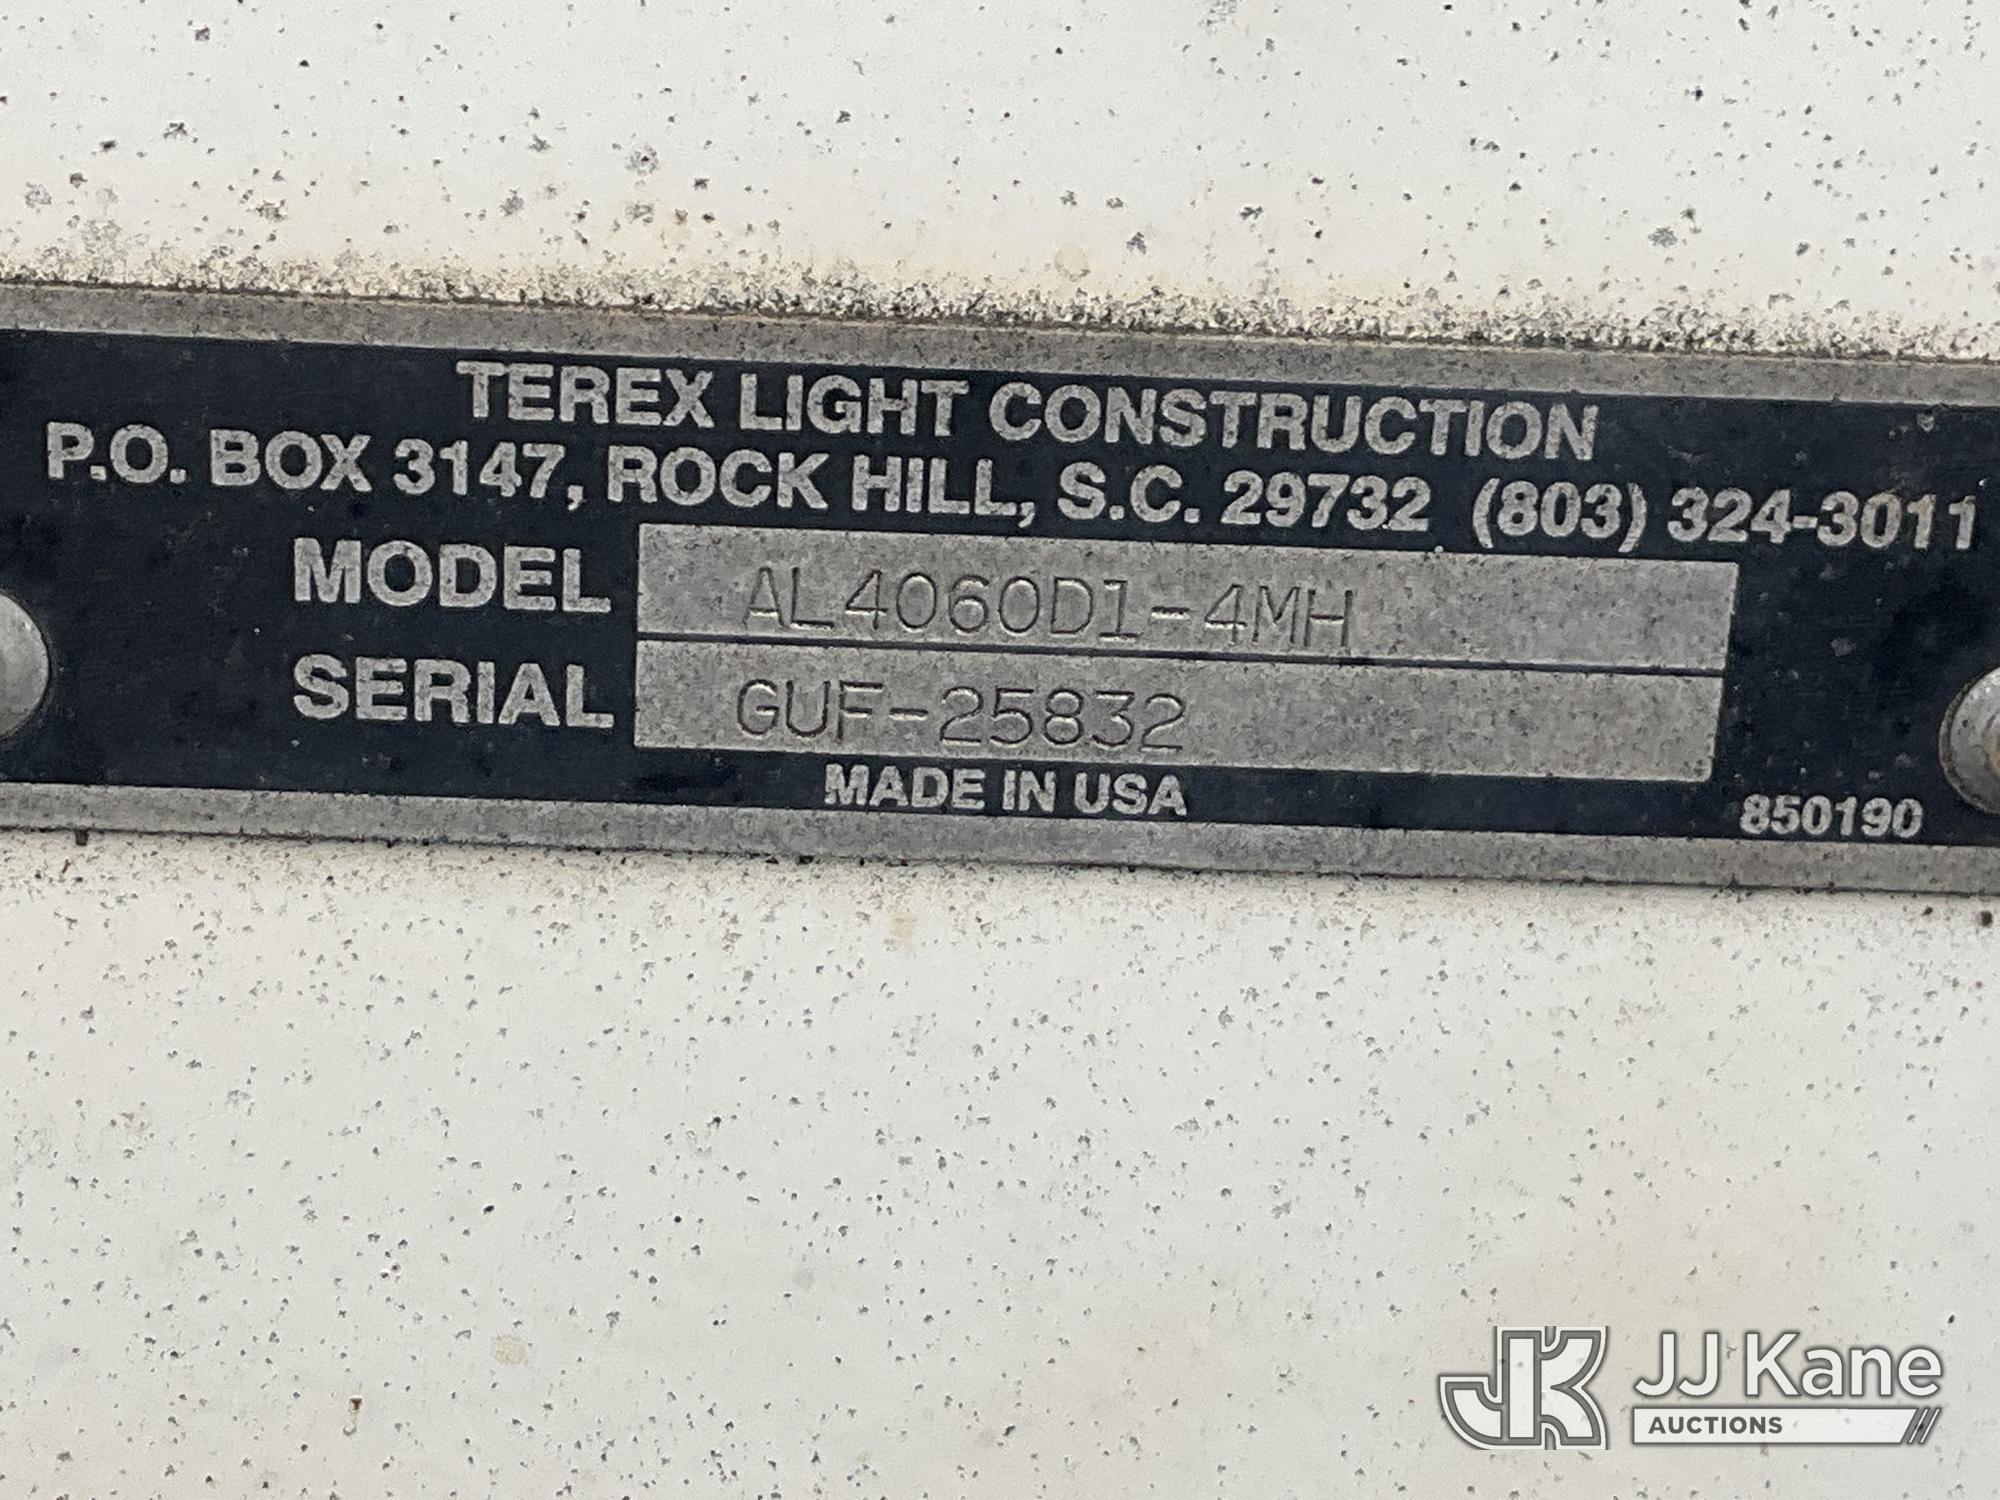 TEREX LIGHT CONSTRUCTION
P.O. BOX 3147, ROCK HILL, S.C. 29732 (803) 324-3011
MODEL AL4060D1-4MH
SERIAL GUF-25832
MADE IN USA
850190
JK JJ Kane
AUCTIONS